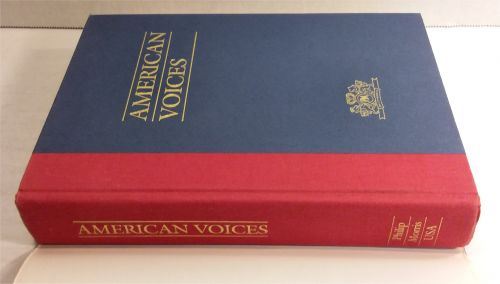 AMERICAN
VOICES
AMERICAN VOICES
Philip
Morris
USA